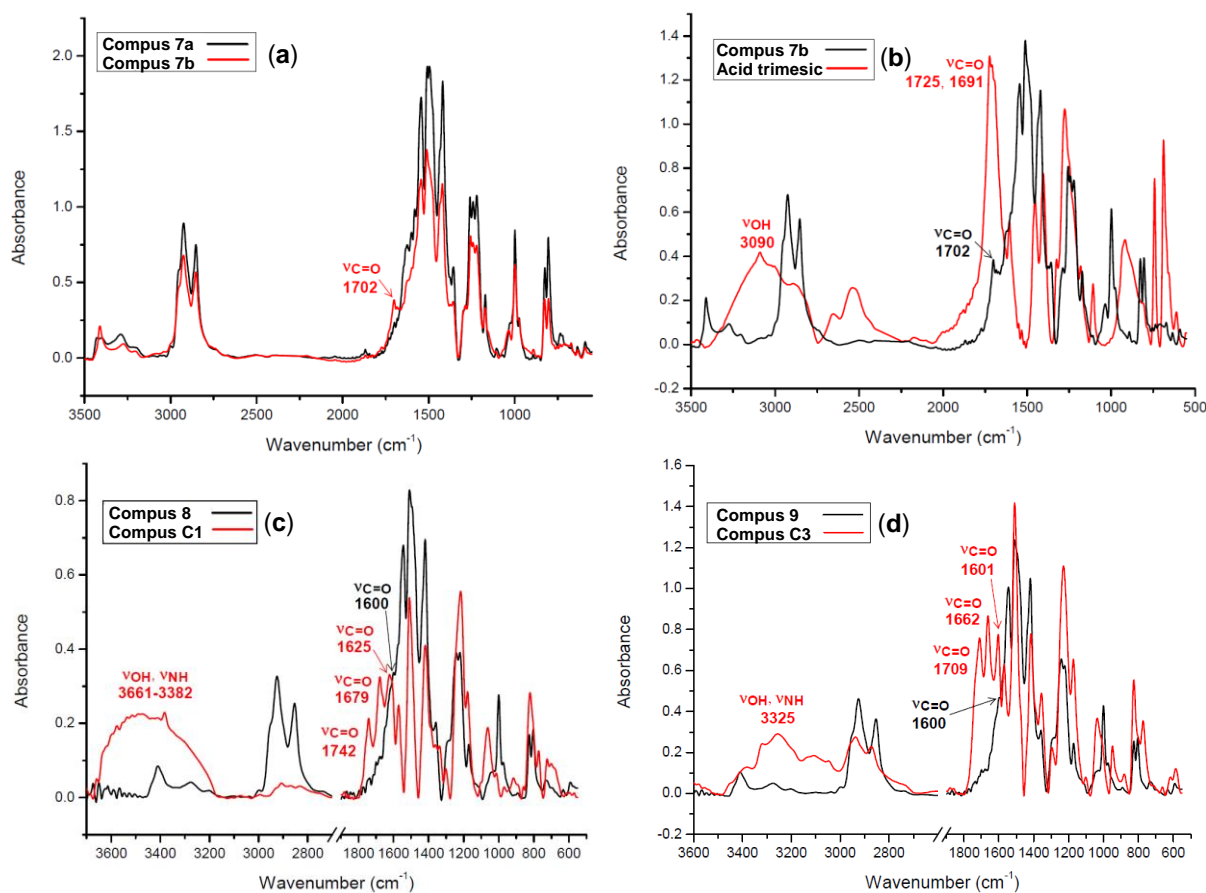 Compus 7a
Compus 7b
(a)
νC=O
1702
Absorbance
2.0
1.5
1.0
0.5
0.0
3500 3000 2500 2000 1500 1000
Wavenumber (cm-1)
Compus 7b
Acid trimesic
(b)
νC=O
1725, 1691
νOH
3090
νC=O
1702
Absorbance
1.4
1.2
1.0
0.8
0.6
0.4
0.2
0.0
-0.2
3500 3000 2500 2000 1500 1000 500
Wavenumber (cm-1)
Compus 8
Compus C1
(c)
νC=O
1600
νC=O
1625
νC=O
1679
νC=O
1742
νOH, νNH
3661-3382
Absorbance
0.8
0.6
0.4
0.2
0.0
3600 3200 2800 1800 1600 1400 1200 1000 800 600
Wavenumber (cm-1)
Compus 9
Compus C3
(d)
νC=O
1601
νC=O
1662
νC=O
1709
νC=O
1600
νOH, νNH
3325
Absorbance
1.6
1.4
1.2
1.0
0.8
0.6
0.4
0.2
0.0
-0.2
3600 3400 3200 3000 2800 1800 1600 1400 1200 1000 800 600
Wavenumber (cm-1)